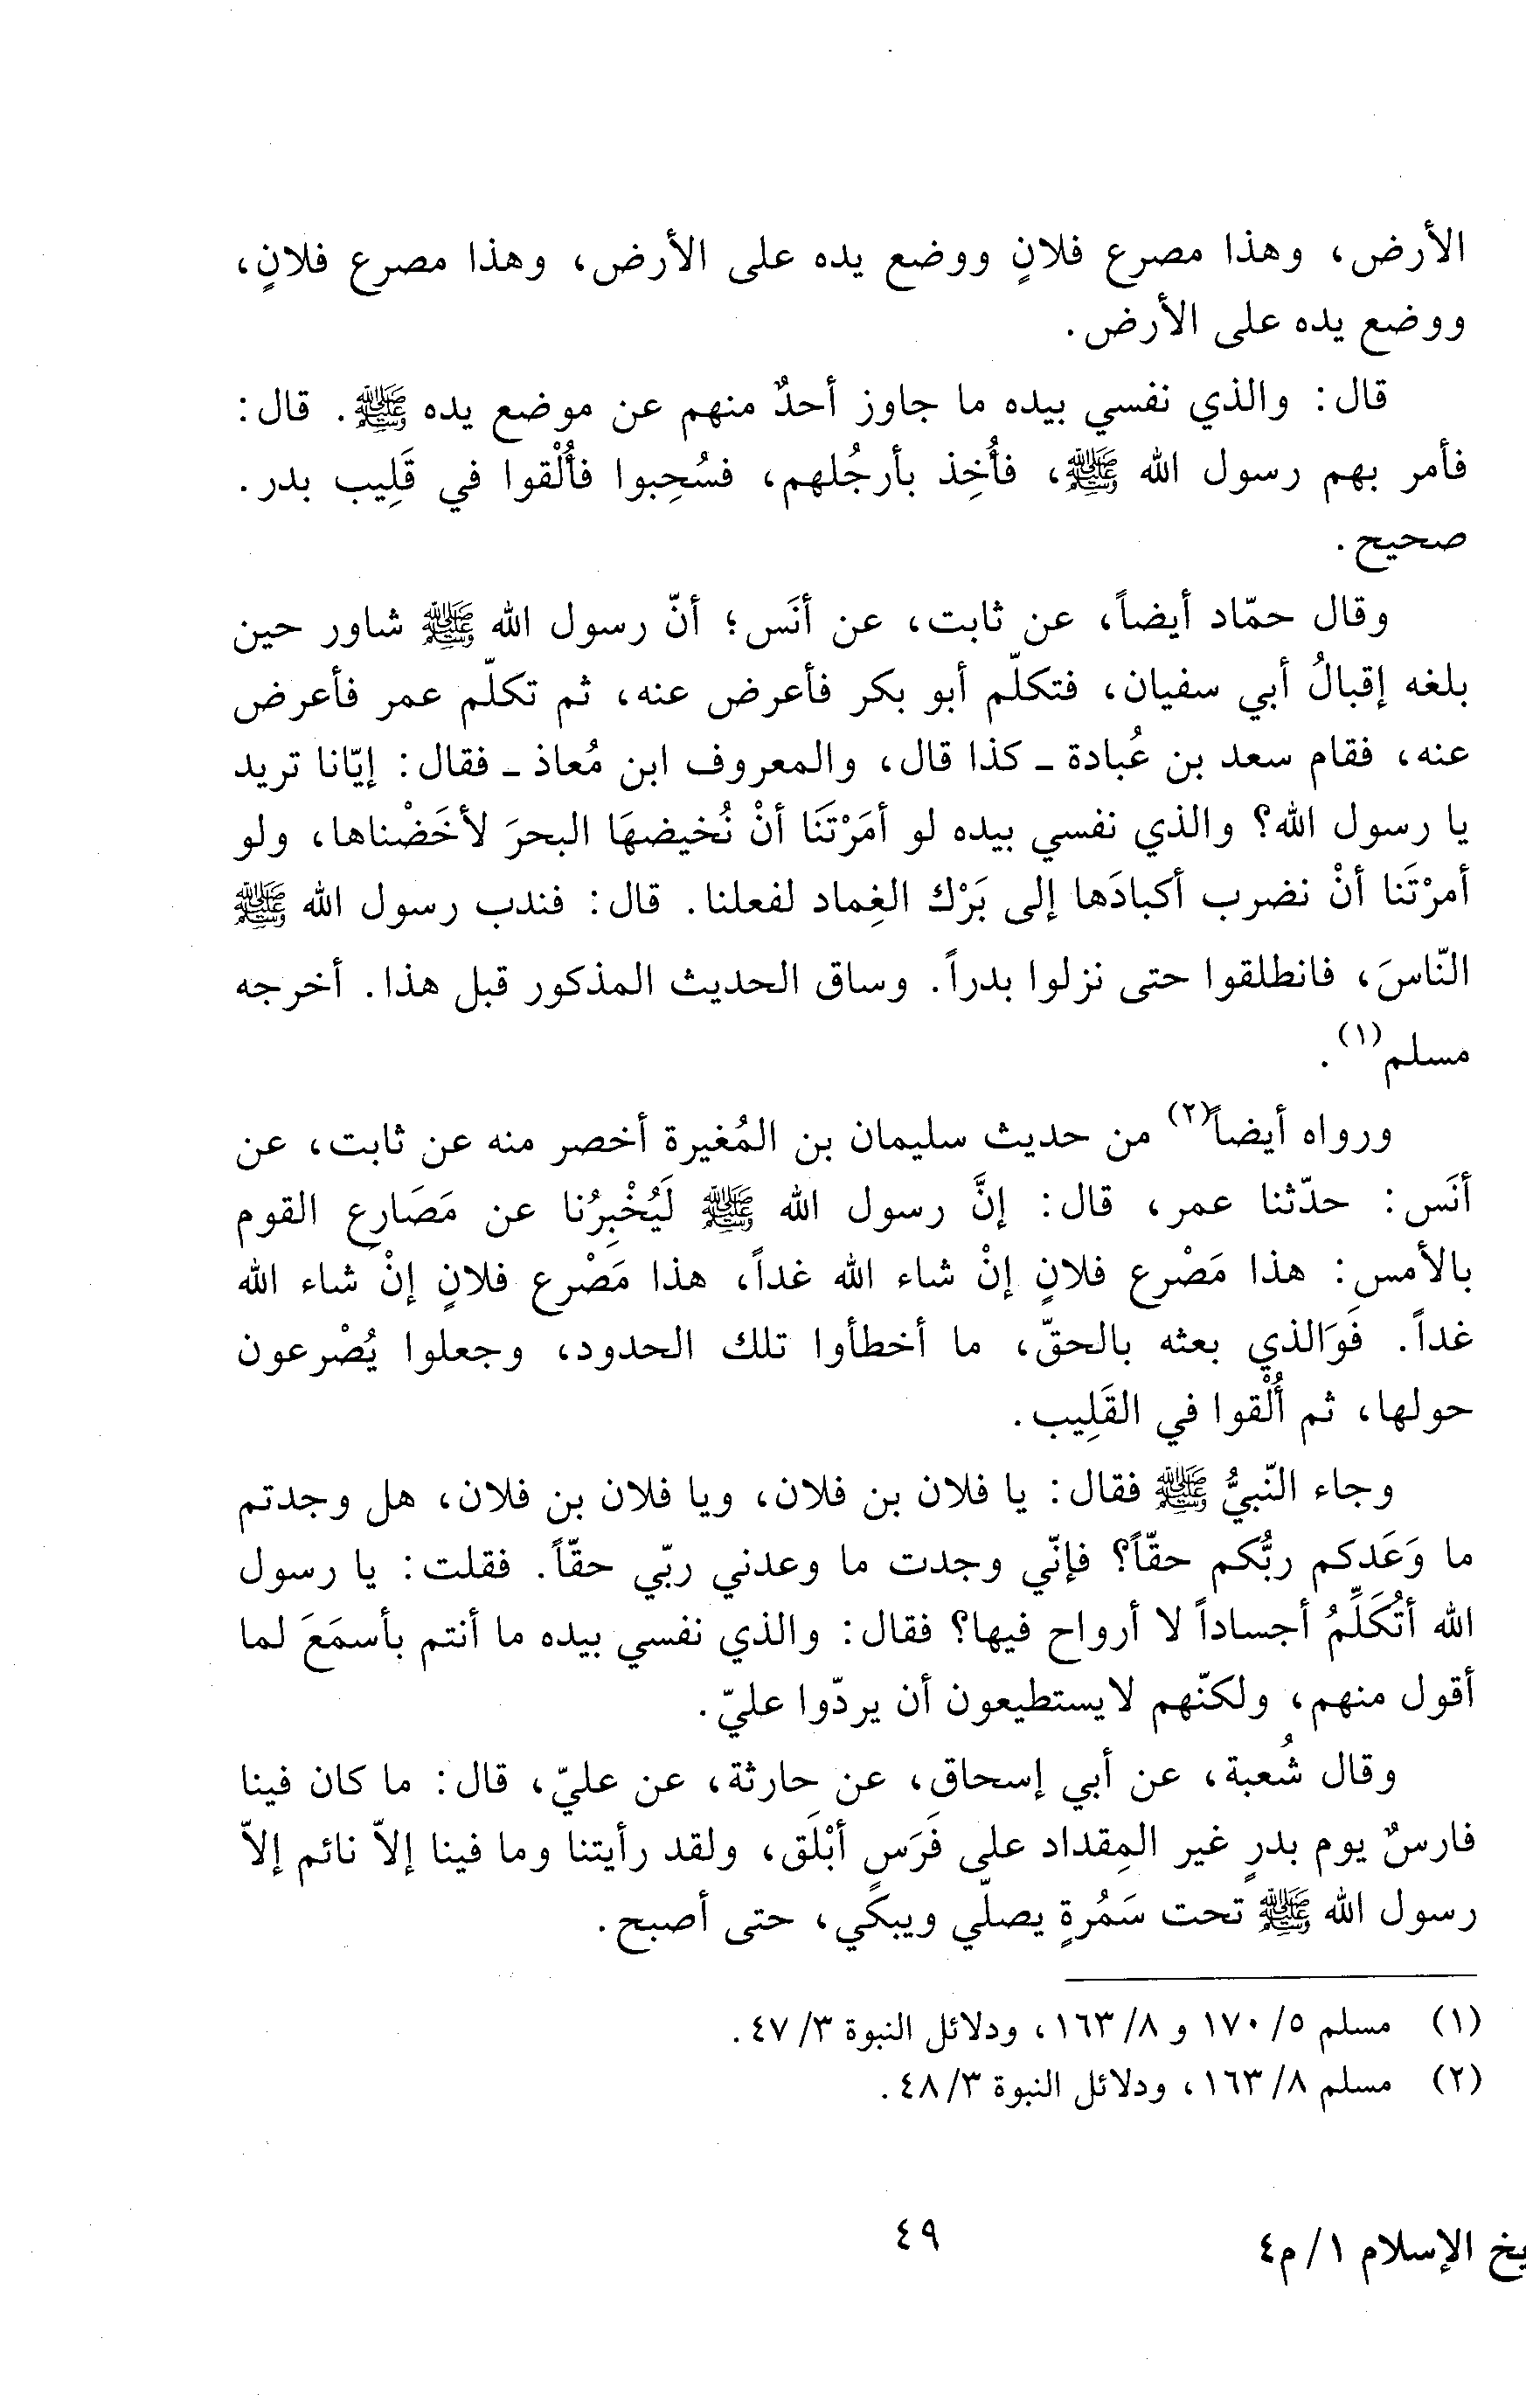 الأرض، وهذا مصرع فلانٍ ووضع يده على الأرض، وهذا مصرع فلانٍ،
ووضع يده على الأرض.
قال: والذي نفسي بيده ما جاوز أحدٌ منهم عن موضع يده ﷺ. قال:
فأمر بهم رسول الله ﷺ، فأُخِذ بأرجُلهم، فسُحِبوا فأُلْقوا في قَلِيب بدر.
صحيح.
وقال حمّاد أيضاً، عن ثابت، عن أنَس؛ أنّ رسول الله ﷺ شاور حين
بلغه إقبالُ أبي سفيان، فتكلّم أبو بكر فأعرض عنه، ثم تكلّم عمر فأعرض
عنه، فقام سعد بن عُبادة ـ كذا قال، والمعروف ابن مُعاذ ـ فقال: إيّانا تريد
يا رسول الله؟ والذي نفسي بيده لو أمَرْتَنَا أنْ نُخيضهَا البحرَ لأخَضْناها، ولو
أمرْتَنا أنْ نضرب أكبادَها إلى بَرْك الغِماد لفعلنا. قال: فندب رسول الله ﷺ
النّاسَ، فانطلقوا حتى نزلوا بدراً. وساق الحديث المذكور قبل هذا. أخرجه
مسلم(١).
ورواه أيضاً(٢) من حديث سليمان بن المُغيرة أخصر منه عن ثابت، عن
أنَس: حدّثنا عمر، قال: إنَّ رسول الله ﷺ لَيُخْبِرُنا عن مَصَارِع القوم
بالأمس: هذا مَصْرع فلانٍ إنْ شاء الله غداً، هذا مَصْرع فلانٍ إنْ شاء الله
غداً. فَوَالذي بعثه بالحقّ، ما أخطأوا تلك الحدود، وجعلوا يُصْرعون
حولها، ثم أُلْقوا في القَلِيب.
وجاء النّبيُّ ﷺ فقال: يا فلان بن فلان، ويا فلان بن فلان، هل وجدتم
ما وَعَدكم ربُّكم حقّاً؟ فإنّي وجدت ما وعدني ربّي حقّاً. فقلت: يا رسول
الله أتُكَلِّمُ أجساداً لا أرواح فيها؟ فقال: والذي نفسي بيده ما أنتم بأسمَعَ لما
أقول منهم، ولكنّهم لايستطيعون أن يردّوا عليّ.
وقال شُعبة، عن أبي إسحاق، عن حارثة، عن عليّ، قال: ما كان فينا
فارسٌ يوم بدرٍ غير المِقداد على فَرَسٍ أبْلَق، ولقد رأيتنا وما فينا إلاّ نائم إلاّ
رسول الله ﷺ تحت سَمُرةٍ يصلّي ويبكي، حتى أصبح.
(١) مسلم ٥/ ١٧٠ و ٨/ ١٦٣، ودلائل النبوة ٣/ ٤٧.
(٢) مسلم ٨/ ١٦٣، ودلائل النبوة ٣/ ٤٨.
٤٩
يخ الإسلام ١/ م٤